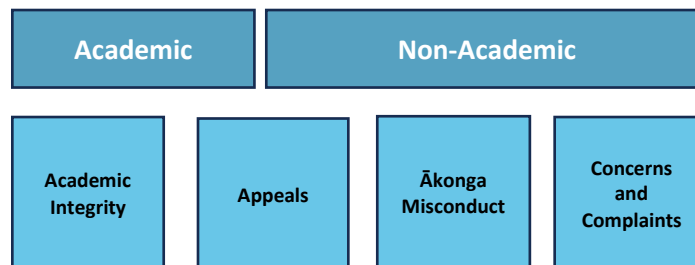 Academic
Non-Academic
Academic
Integrity
Appeals
Ākonga
Misconduct
Concerns
and
Complaints